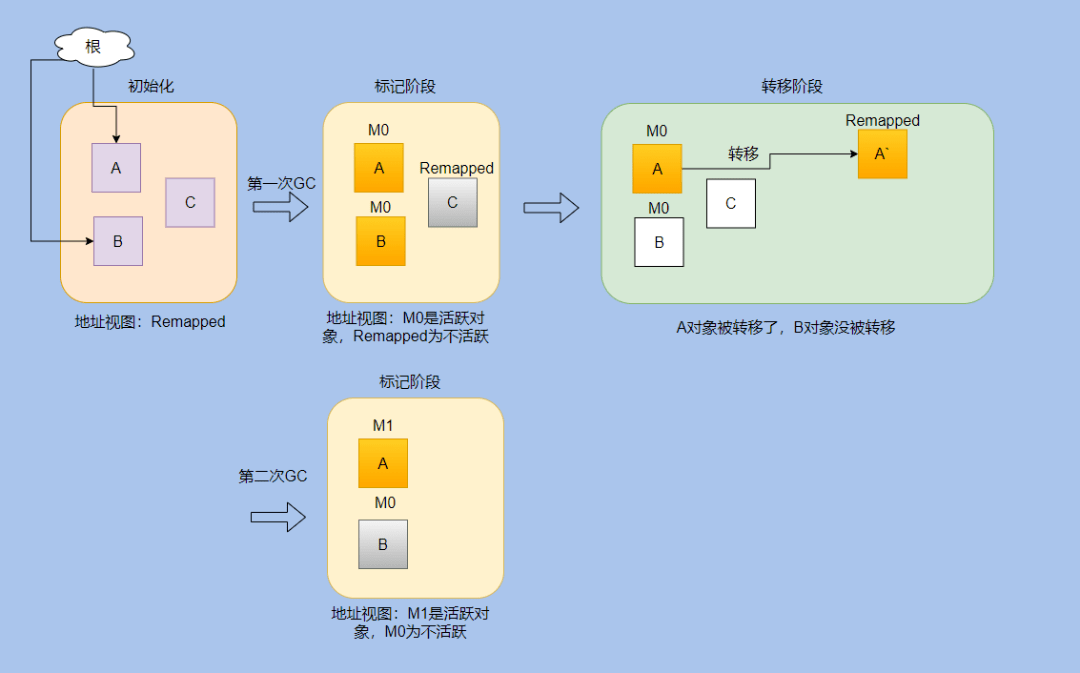 根
初始化
A
C
B
地址视图：Remapped
第一次GC
标记阶段
M0
A
Remapped
C
M0
B
地址视图：M0是活跃对
象，Remapped为不活跃
转移阶段
M0
A
转移
Remapped
A`
C
M0
B
A对象被转移了，B对象没被转移
第二次GC
标记阶段
M1
A
M0
B
地址视图：M1是活跃对
象，M0为不活跃